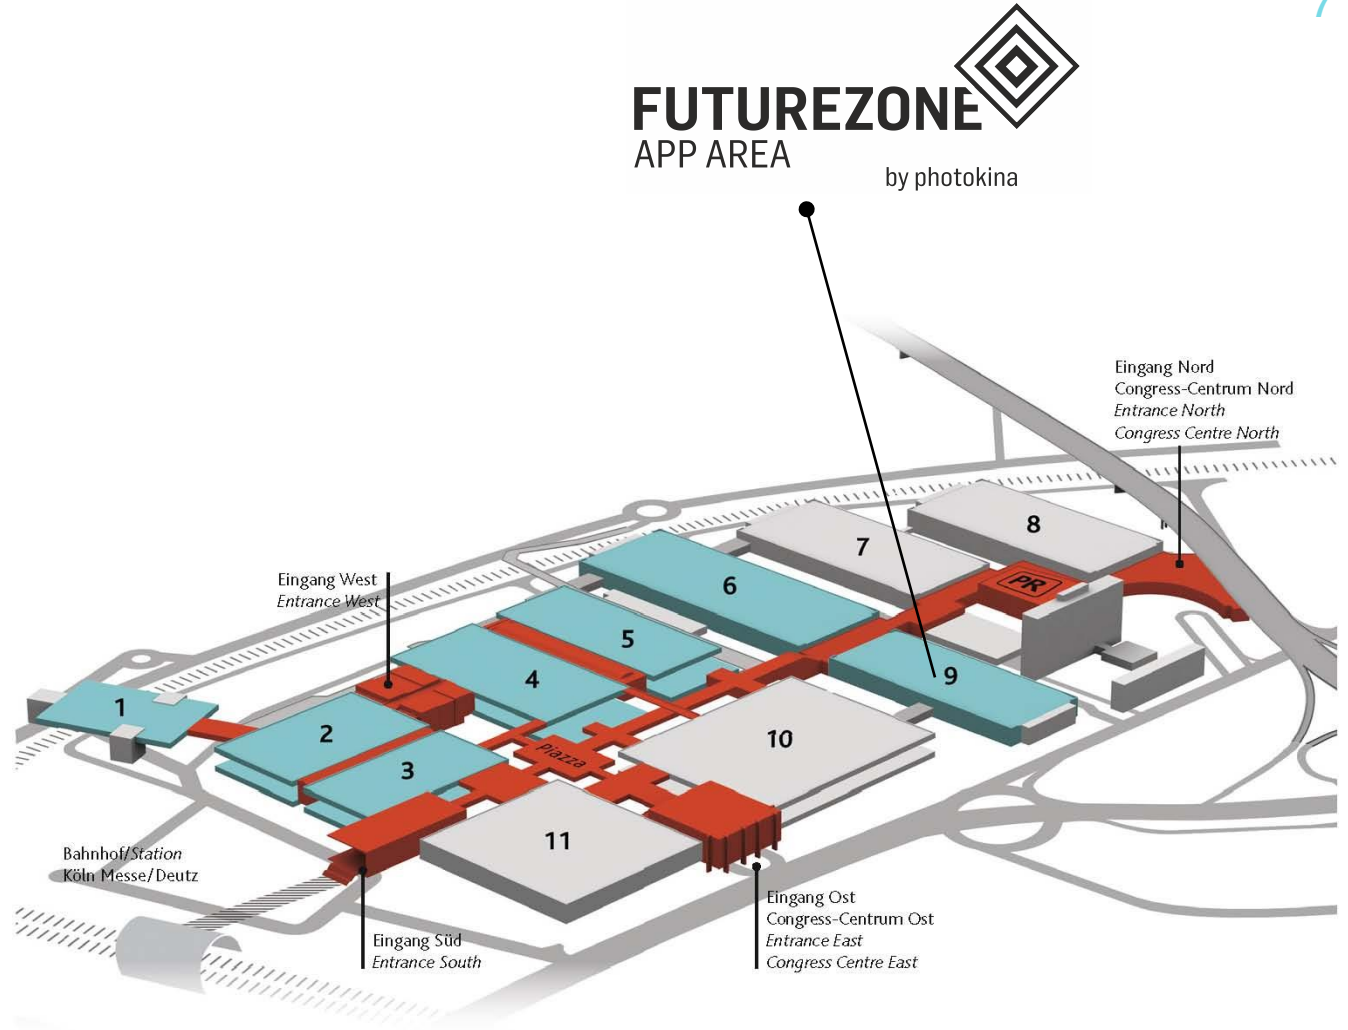 7
FUTUREZONE
APP AREA
by photokina
Eingang Nord
Congress-Centrum Nord
Entrance North
Congress Centre North
8
7
PR
6
Eingang West
Entrance West
5
4
9
1
2
10
Piazza
3
11
Bahnhof/Station
Köln Messe/Deutz
Eingang Ost
Congress-Centrum Ost
Entrance East
Congress Centre East
Eingang Süd
Entrance South